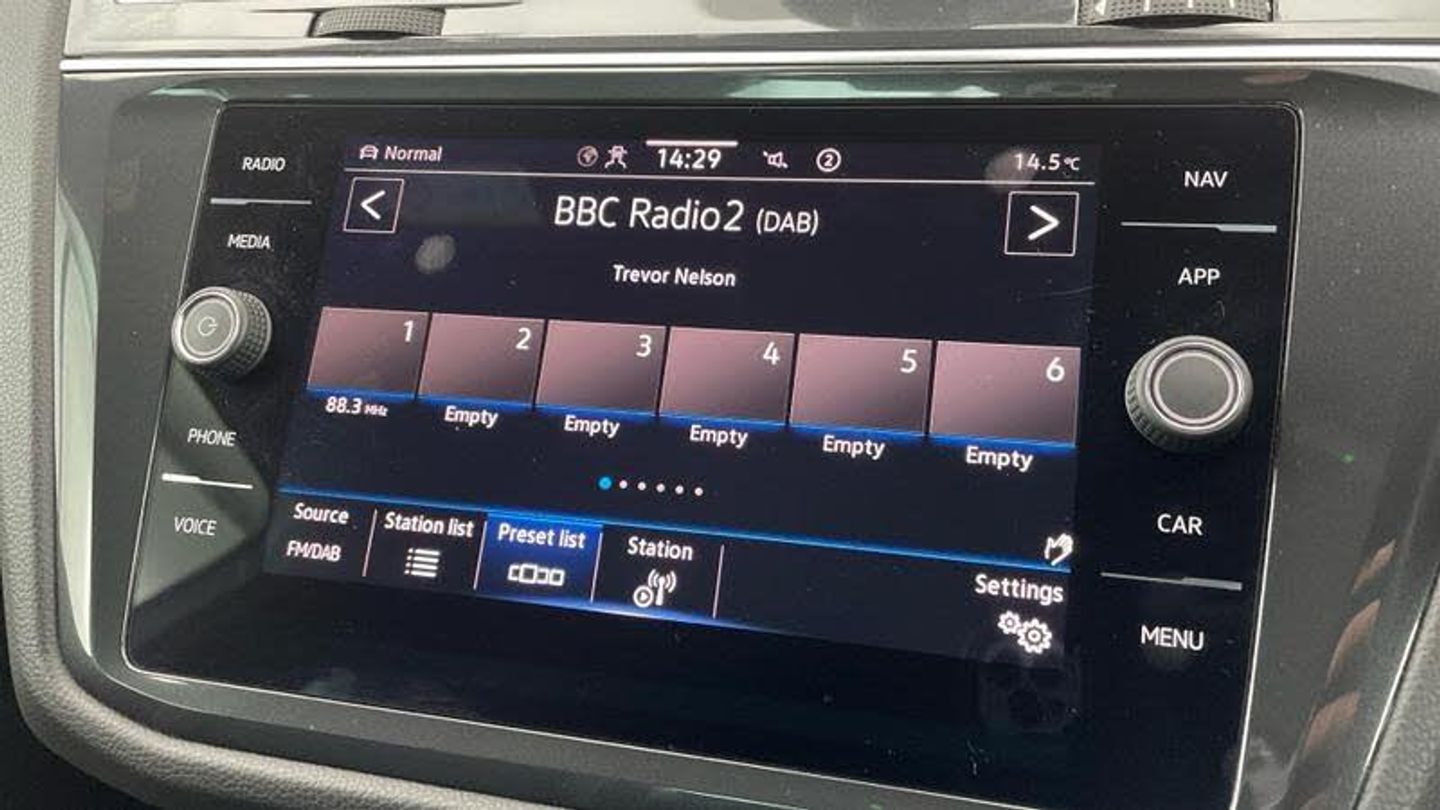 RADIO
MEDIA
PHONE
VOICE
Normal
14:29
2
14.5 °C
BBC Radio2 (DAB)
Trevor Nelson
1 2 3 4 5 6
88.3 MHz Empty Empty Empty Empty Empty
Source Station list Preset list Station Settings
FM/DAB
NAV
APP
CAR
MENU